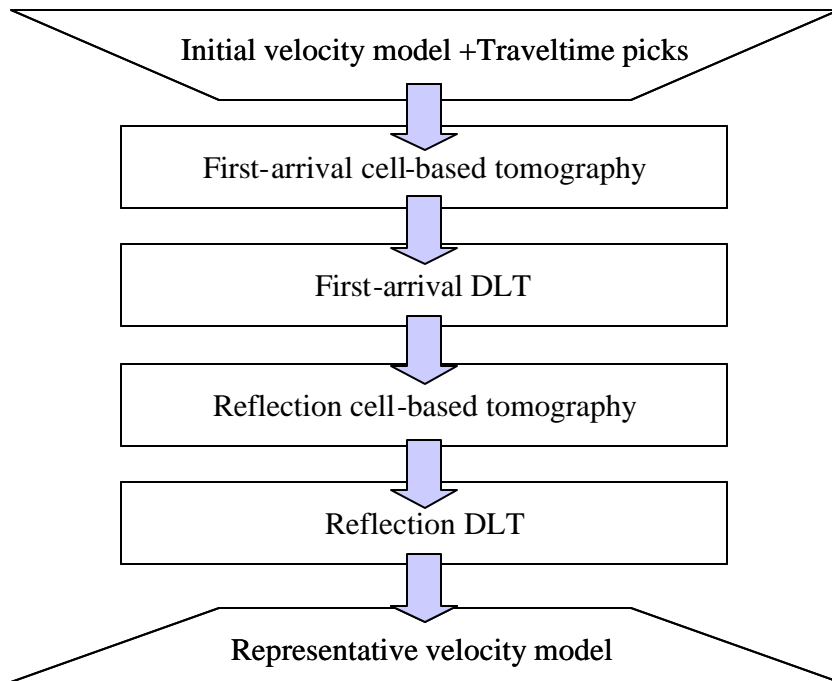 Initial velocity model +Traveltime picks
First-arrival cell-based tomography
First-arrival DLT
Reflection cell-based tomography
Reflection DLT
Representative velocity model